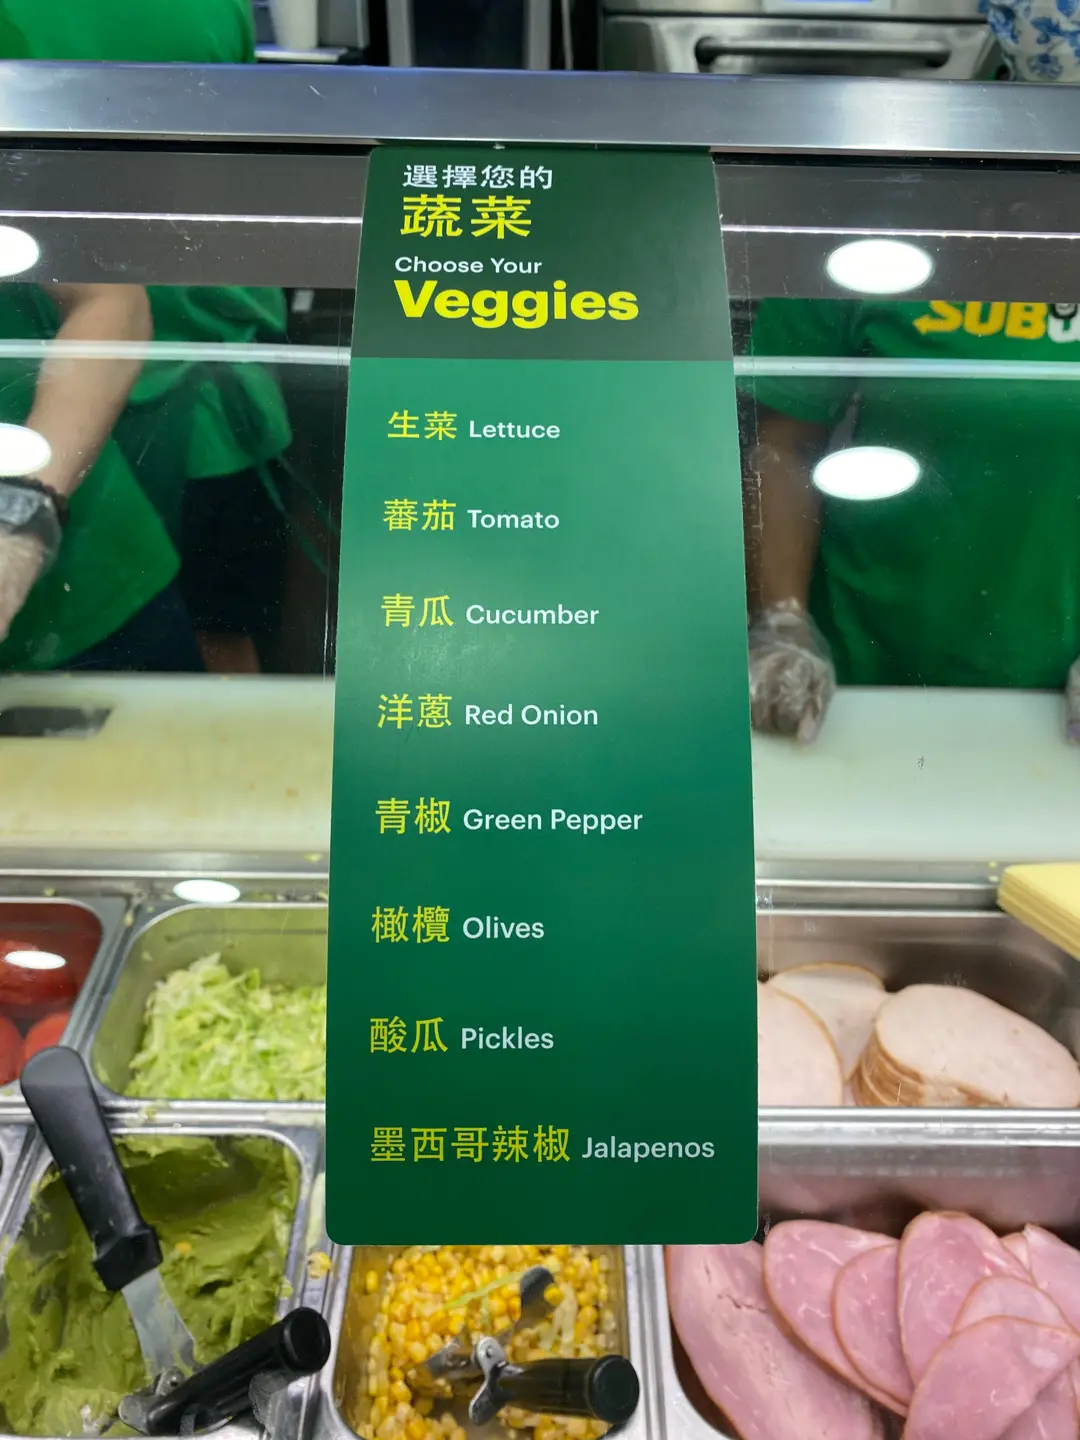 選擇您的
蔬菜
Choose Your
Veggies
SUBW
生菜 Lettuce
蕃茄 Tomato
青瓜 Cucumber
洋蔥 Red Onion
青椒 Green Pepper
橄欖 Olives
酸瓜 Pickles
墨西哥辣椒 Jalapenos